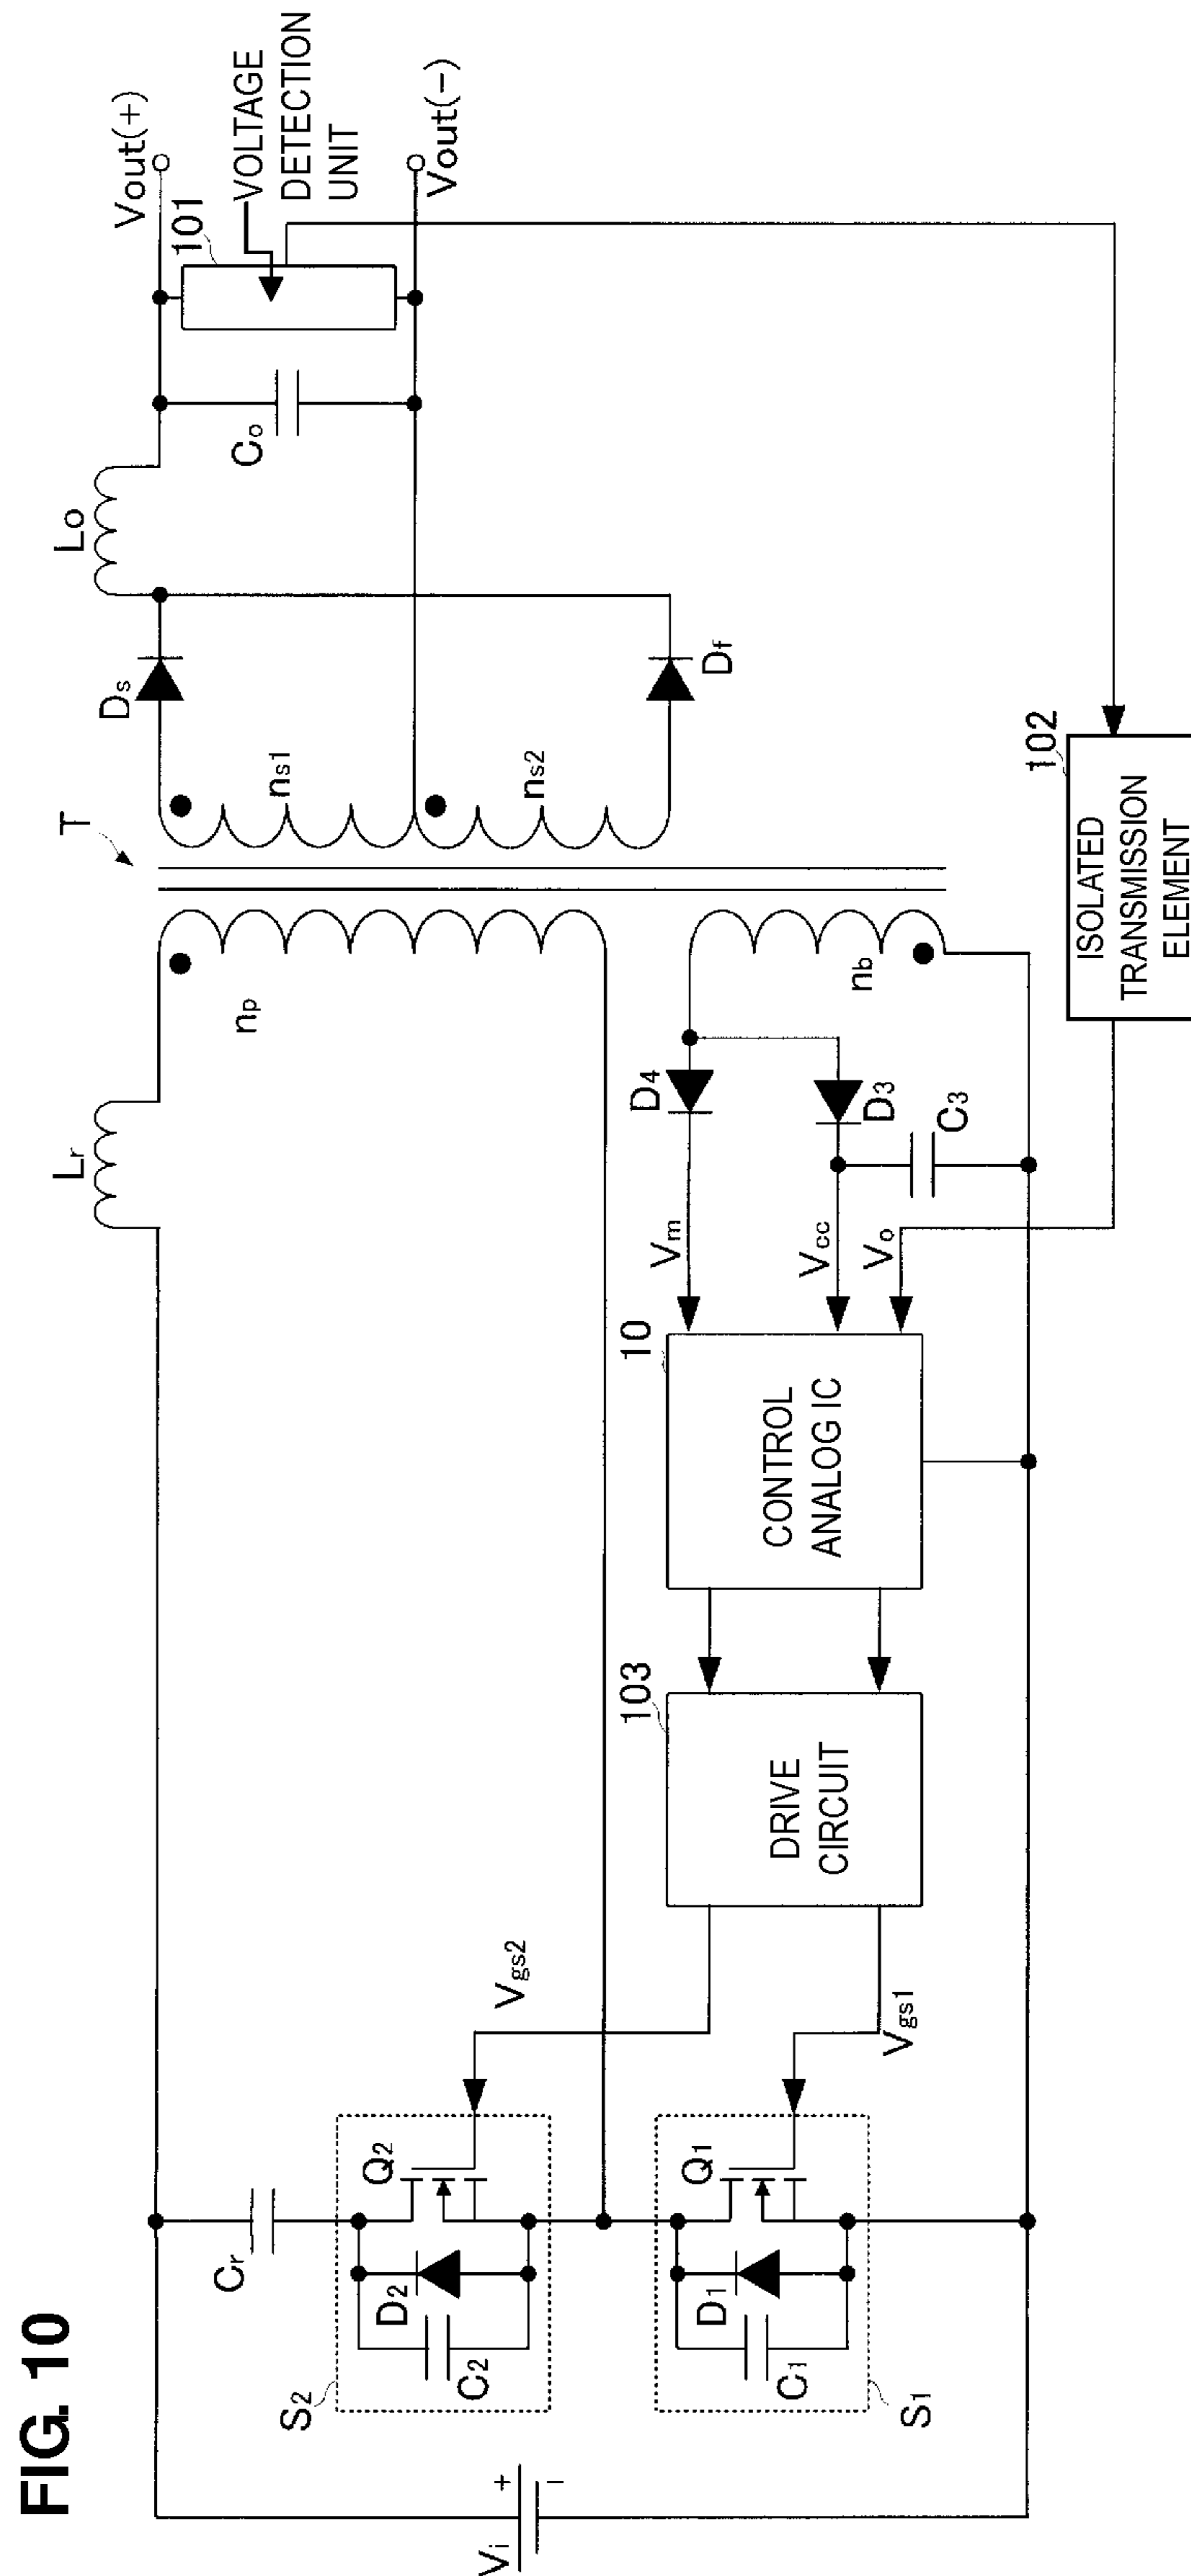 FIG. 10
T
Lr
Lo
Vout(+)
101
VOLTAGE
DETECTION
UNIT
Vout(−)
Ds
Co
np
ns1
ns2
Df
Cr
S2
Q2
D2
C2
Vgs2
Vi
+
−
S1
Q1
D1
C1
Vgs1
103
DRIVE
CIRCUIT
10
CONTROL
ANALOG IC
Vm
Vcc
Vo
D4
D3
C3
nb
102
ISOLATED
TRANSMISSION
ELEMENT